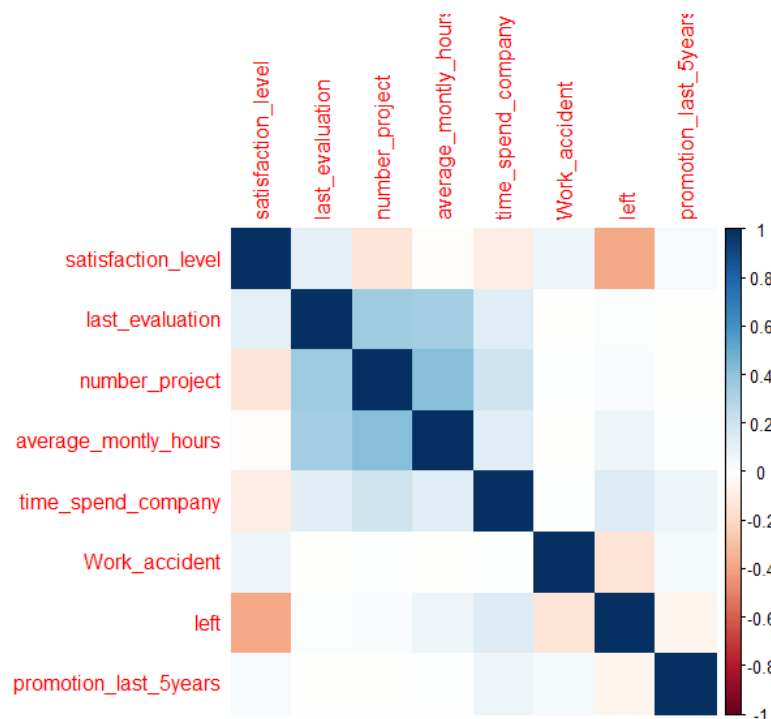 satisfaction_level
last_evaluation
number_project
average_montly_hours
time_spend_company
Work_accident
left
promotion_last_5years
satisfaction_level
last_evaluation
number_project
average_montly_hours
time_spend_company
Work_accident
left
promotion_last_5years
1
0.8
0.6
0.4
0.2
0
-0.2
-0.4
-0.6
-0.8
-1